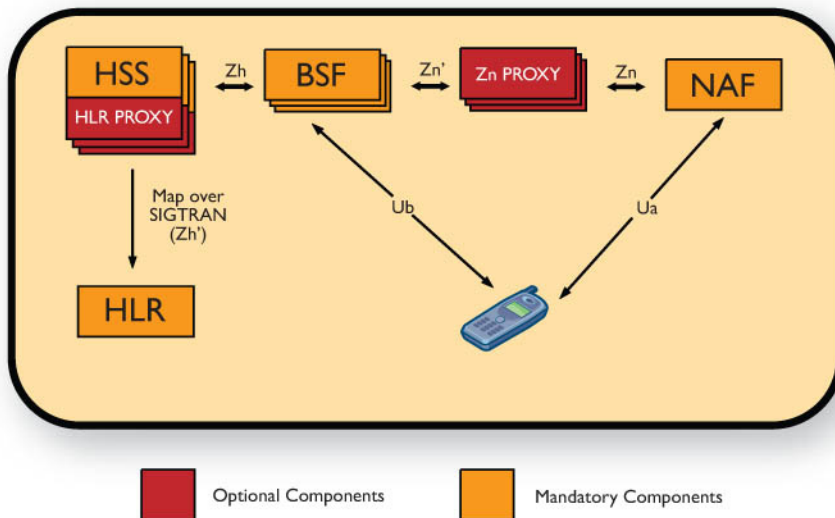 HSS
HLR PROXY
Zh
BSF
Zn'
Zn PROXY
Zn
NAF
Map over
SIGTRAN
(Zh')
Ub
Ua
HLR
Optional Components
Mandatory Components